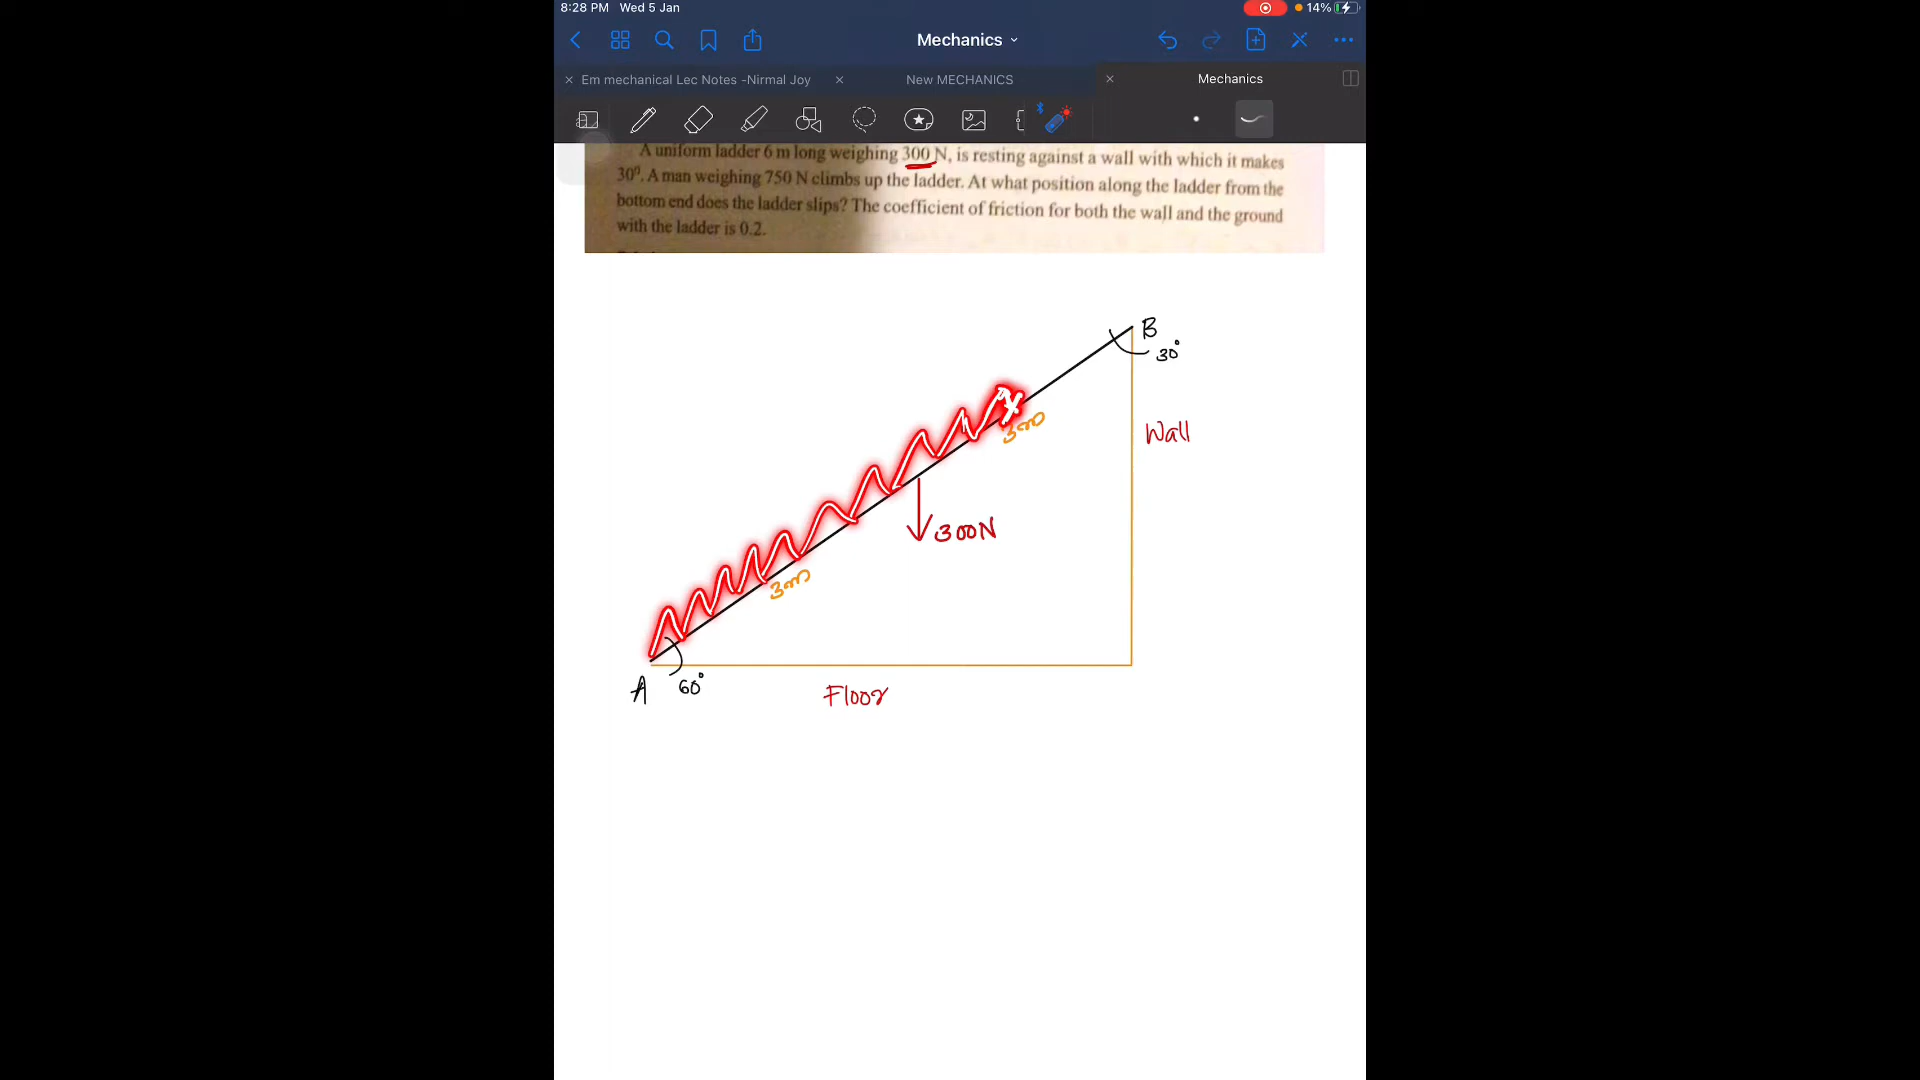 8:28 PM Wed 5 Jan
14%
Mechanics
Em mechanical Lec Notes -Nirmal Joy
New MECHANICS
Mechanics
A uniform ladder 6 m long weighing 300 N, is resting against a wall with which it makes
30⁰. A man weighing 750 N climbs up the ladder. At what position along the ladder from the
bottom end does the ladder slips? The coefficient of friction for both the wall and the ground
with the ladder is 0.2.
B
30°
3m
Wall
300N
3m
A 60°
Floor